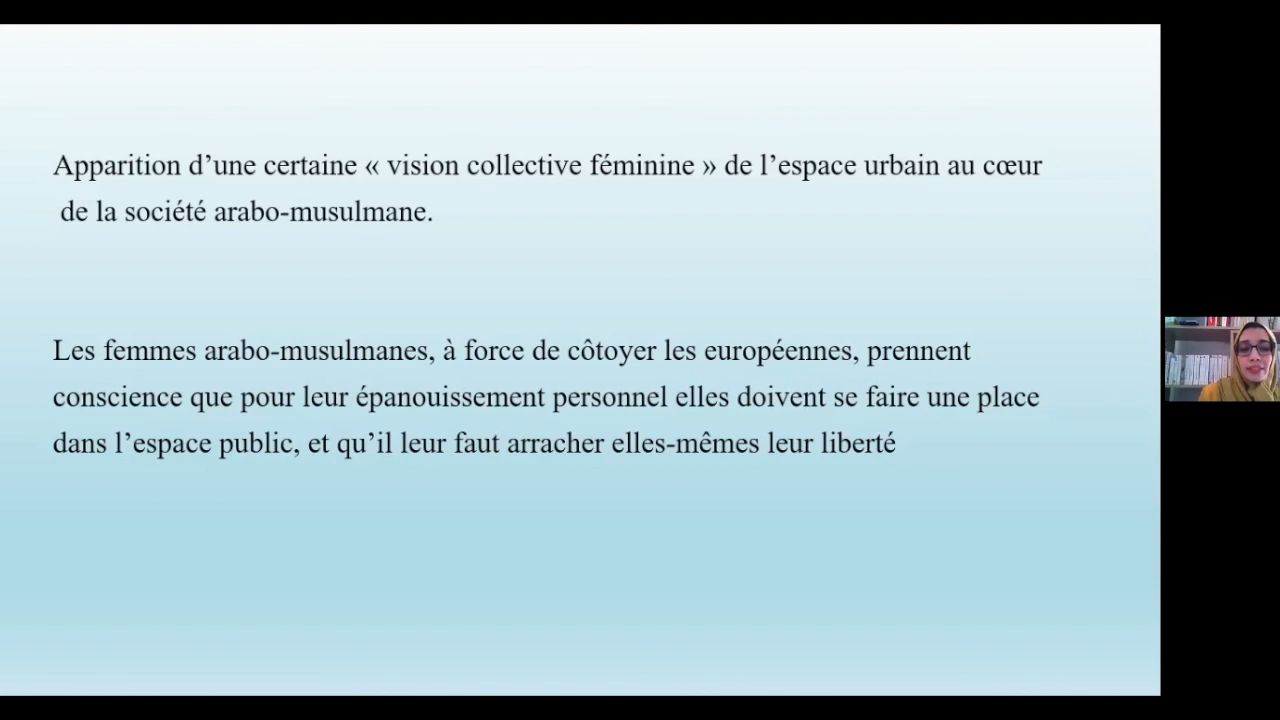 Apparition d’une certaine « vision collective féminine » de l’espace urbain au cœur
de la société arabo-musulmane.
Les femmes arabo-musulmanes, à force de côtoyer les européennes, prennent
conscience que pour leur épanouissement personnel elles doivent se faire une place
dans l’espace public, et qu’il leur faut arracher elles-mêmes leur liberté